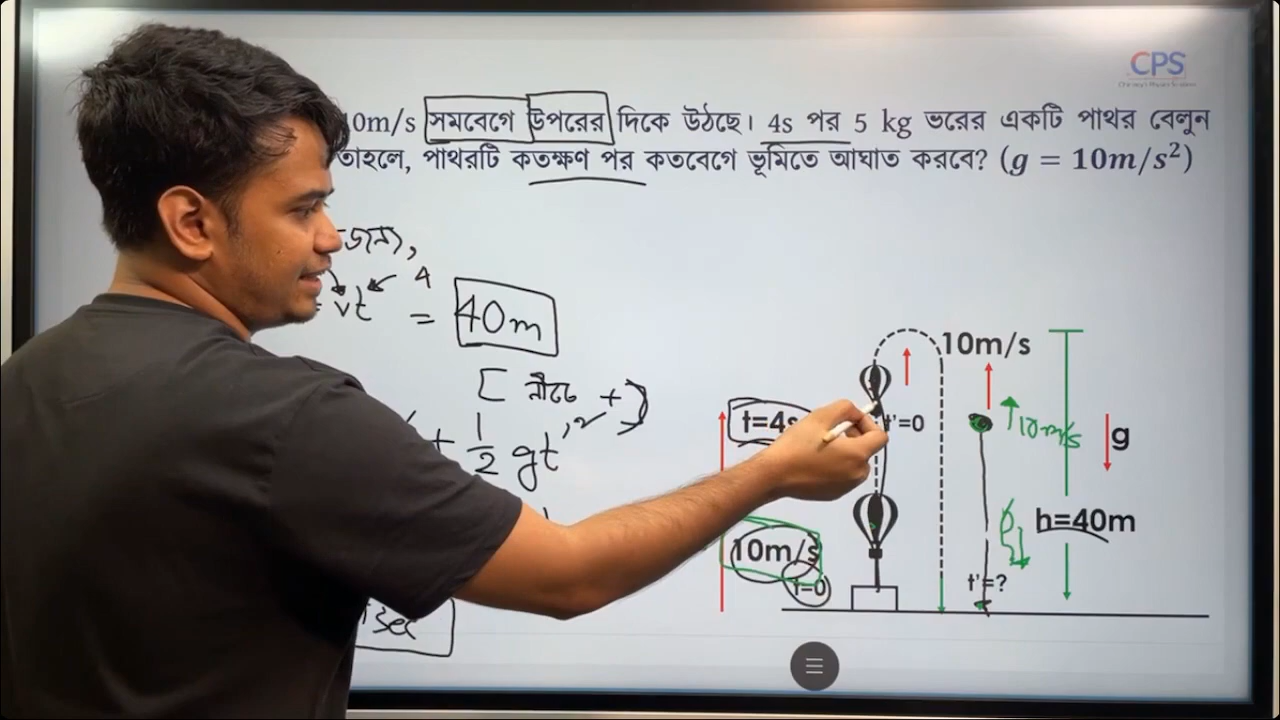 CPS
10m/s সমবেগে উপরের দিকে উঠছে। 4s পর 5 kg ভরের একটি পাথর বেলুন
তাহলে, পাথরটি কতক্ষণ পর কতবেগে ভূমিতে আঘাত করবে? (g = 10m/s²)
vt 4
= 40m
[ নীচে + ]
+ 1/2 gt'²
sec
10m/s
t=4s
t'=0
10m/s
g
h=40m
10m/s
t=0
t'=?